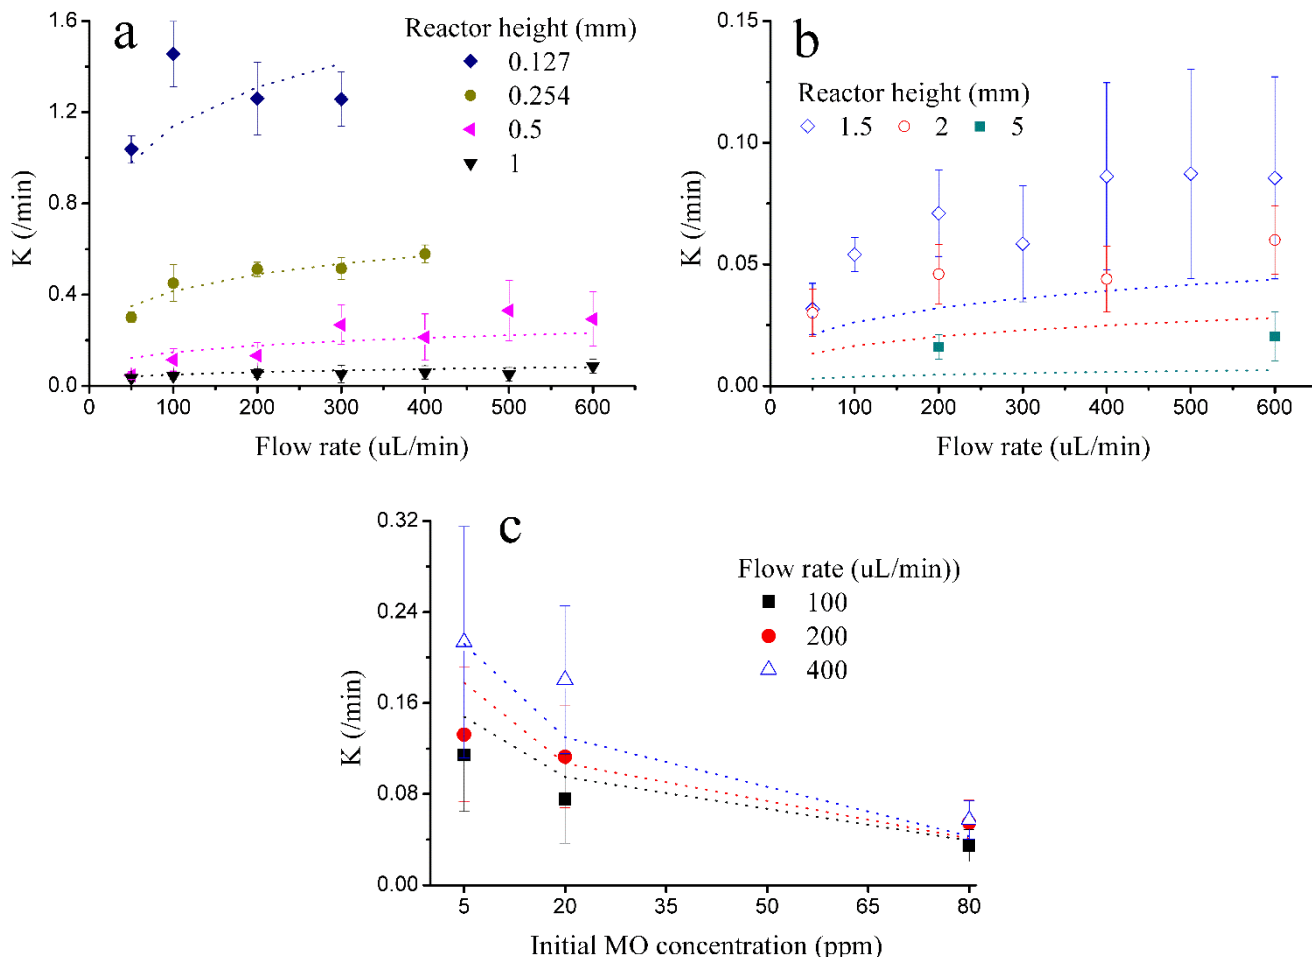 a
Reactor height (mm)
0.127
0.254
0.5
1
1.6
1.2
0.8
0.4
0.0
K (/min)
0 100 200 300 400 500 600
Flow rate (uL/min)
b
Reactor height (mm)
1.5 2 5
0.15
0.10
0.05
0.00
K (/min)
0 100 200 300 400 500 600
Flow rate (uL/min)
c
Flow rate (uL/min))
100
200
400
0.32
0.24
0.16
0.08
0.00
K (/min)
5 20 35 50 65 80
Initial MO concentration (ppm)